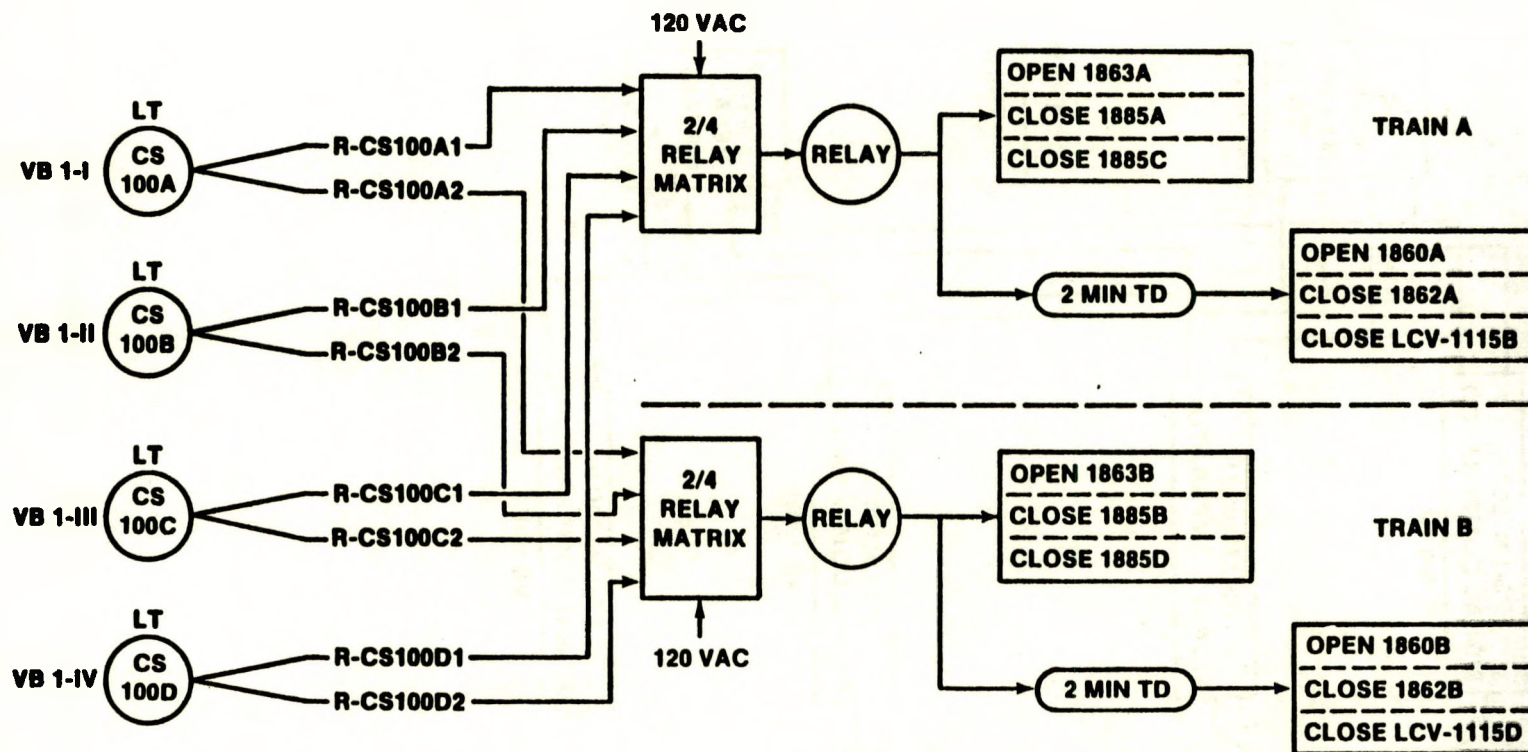 120 VAC
LT
CS
100A
VB 1-I
R-CS100A1
R-CS100A2
LT
CS
100B
VB 1-II
R-CS100B1
R-CS100B2
LT
CS
100C
VB 1-III
R-CS100C1
R-CS100C2
LT
CS
100D
VB 1-IV
R-CS100D1
R-CS100D2
2/4
RELAY
MATRIX
RELAY
OPEN 1863A
CLOSE 1885A
CLOSE 1885C
TRAIN A
2 MIN TD
OPEN 1860A
CLOSE 1862A
CLOSE LCV-1115B
2/4
RELAY
MATRIX
120 VAC
RELAY
OPEN 1863B
CLOSE 1885B
CLOSE 1885D
TRAIN B
2 MIN TD
OPEN 1860B
CLOSE 1862B
CLOSE LCV-1115D